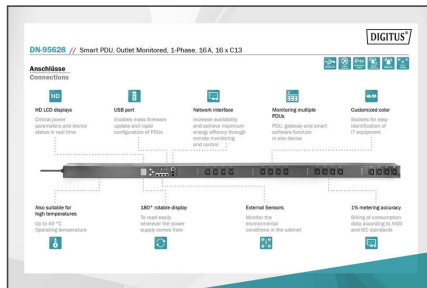 DIGITUS®
DN-95628 // Smart PDU, Outlet Monitored, 1-Phase, 16A, 16 x C13
Anschlüsse
Connections
HD
HD LCD displays
Critical power
parameters and device
status in real time
USB port
Enables mass firmware
update and rapid
configuration of PDUs
Network interface
Increase availability
and achieve maximum
energy effiency through
remote monitoring
and control
Monitoring multiple
PDUs
PDU, gateway and smart
software function
in one device
Customized color
Sockets for easy
identification of
IT equipment
Also suitable for
high temperatures
Up to 45 °C
Operating temperature
180° rotable display
To read easily
wherever the power
supply comes from
External Sensors
Monitor the
environmental
conditions in the cabinet
1% metering accuracy
Billing of consumption
data according to ANSI
and IEC standards